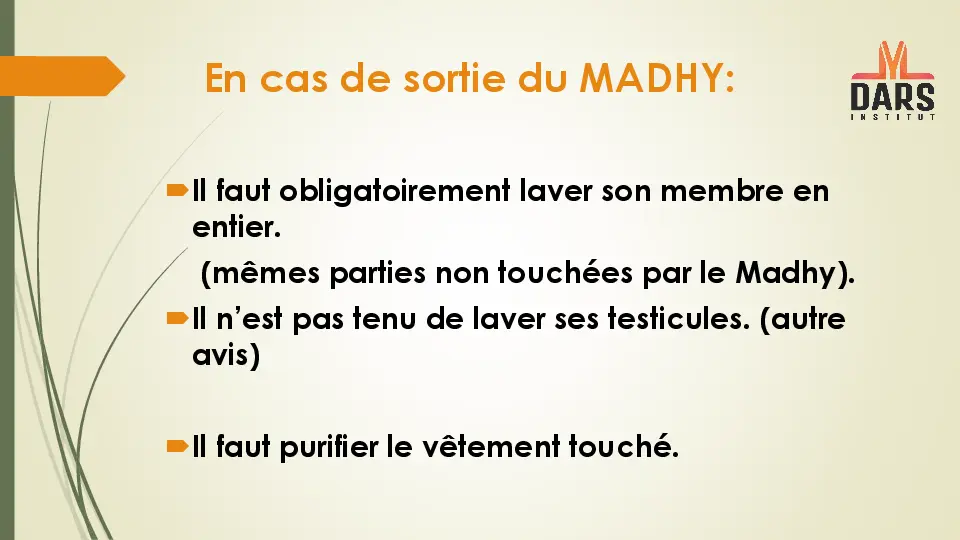 En cas de sortie du MADHY:
DARS
INSTITUT
Il faut obligatoirement laver son membre en
entier.
(mêmes parties non touchées par le Madhy).
Il n’est pas tenu de laver ses testicules. (autre
avis)
Il faut purifier le vêtement touché.